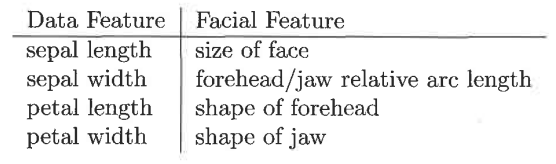 Data Feature Facial Feature
sepal length size of face
sepal width forehead/jaw relative arc length
petal length shape of forehead
petal width shape of jaw